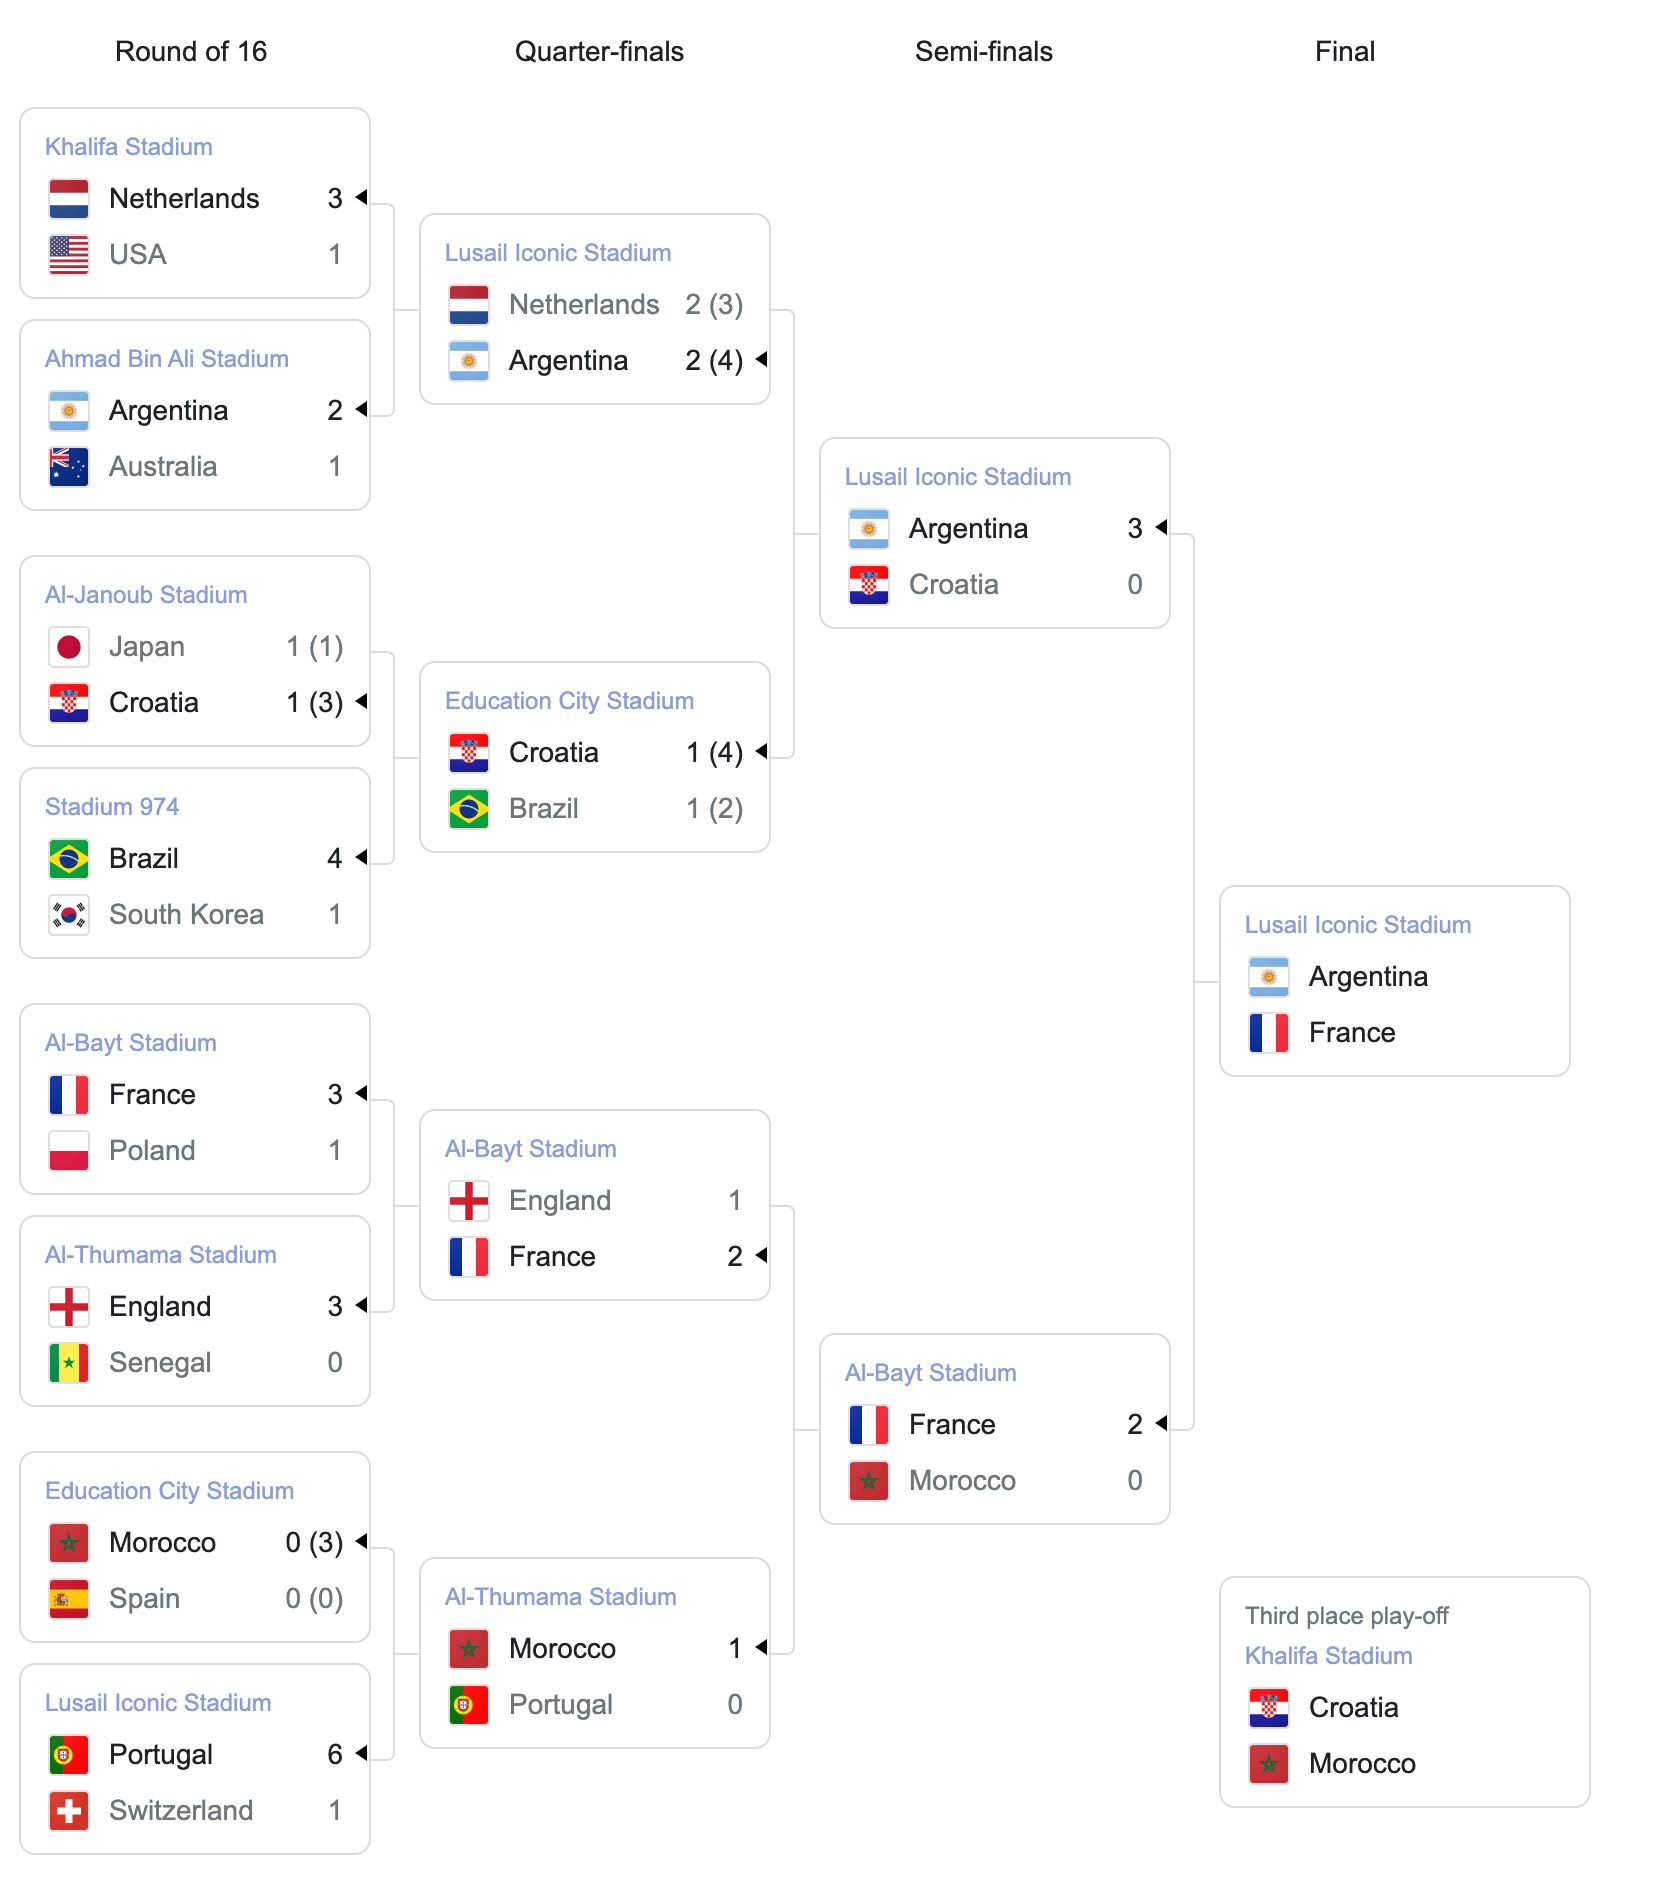 Round of 16
Quarter-finals
Semi-finals
Final
Khalifa Stadium
Netherlands 3
USA 1
Ahmad Bin Ali Stadium
Argentina 2
Australia 1
Al-Janoub Stadium
Japan 1 (1)
Croatia 1 (3)
Stadium 974
Brazil 4
South Korea 1
Al-Bayt Stadium
France 3
Poland 1
Al-Thumama Stadium
England 3
Senegal 0
Education City Stadium
Morocco 0 (3)
Spain 0 (0)
Lusail Iconic Stadium
Portugal 6
Switzerland 1
Lusail Iconic Stadium
Netherlands 2 (3)
Argentina 2 (4)
Education City Stadium
Croatia 1 (4)
Brazil 1 (2)
Al-Bayt Stadium
England 1
France 2
Al-Thumama Stadium
Morocco 1
Portugal 0
Lusail Iconic Stadium
Argentina 3
Croatia 0
Al-Bayt Stadium
France 2
Morocco 0
Lusail Iconic Stadium
Argentina
France
Third place play-off
Khalifa Stadium
Croatia
Morocco